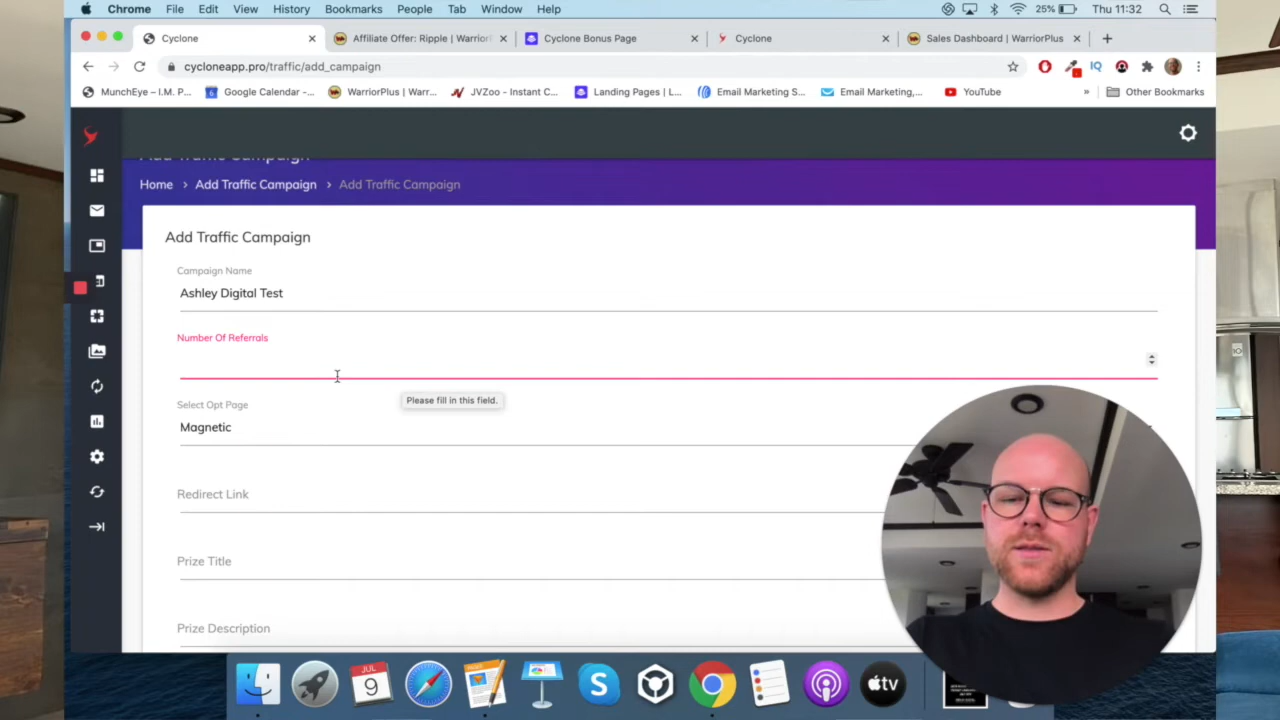 Chrome File Edit View History Bookmarks People Tab Window Help 25% Thu 11:32
Cyclone Affiliate Offer: Ripple | Warrior Cyclone Bonus Page Cyclone Sales Dashboard | WarriorPlus
cycloneapp.pro/traffic/add_campaign
MunchEye – I.M. P... Google Calendar -... WarriorPlus | Warr... JVZoo - Instant C... Landing Pages | L... Email Marketing S... Email Marketing,... YouTube » Other Bookmarks
Home > Add Traffic Campaign > Add Traffic Campaign
Add Traffic Campaign
Campaign Name
Ashley Digital Test
Number Of Referrals
Please fill in this field.
Select Opt Page
Magnetic
Redirect Link
Prize Title
Prize Description
JUL
9
tv